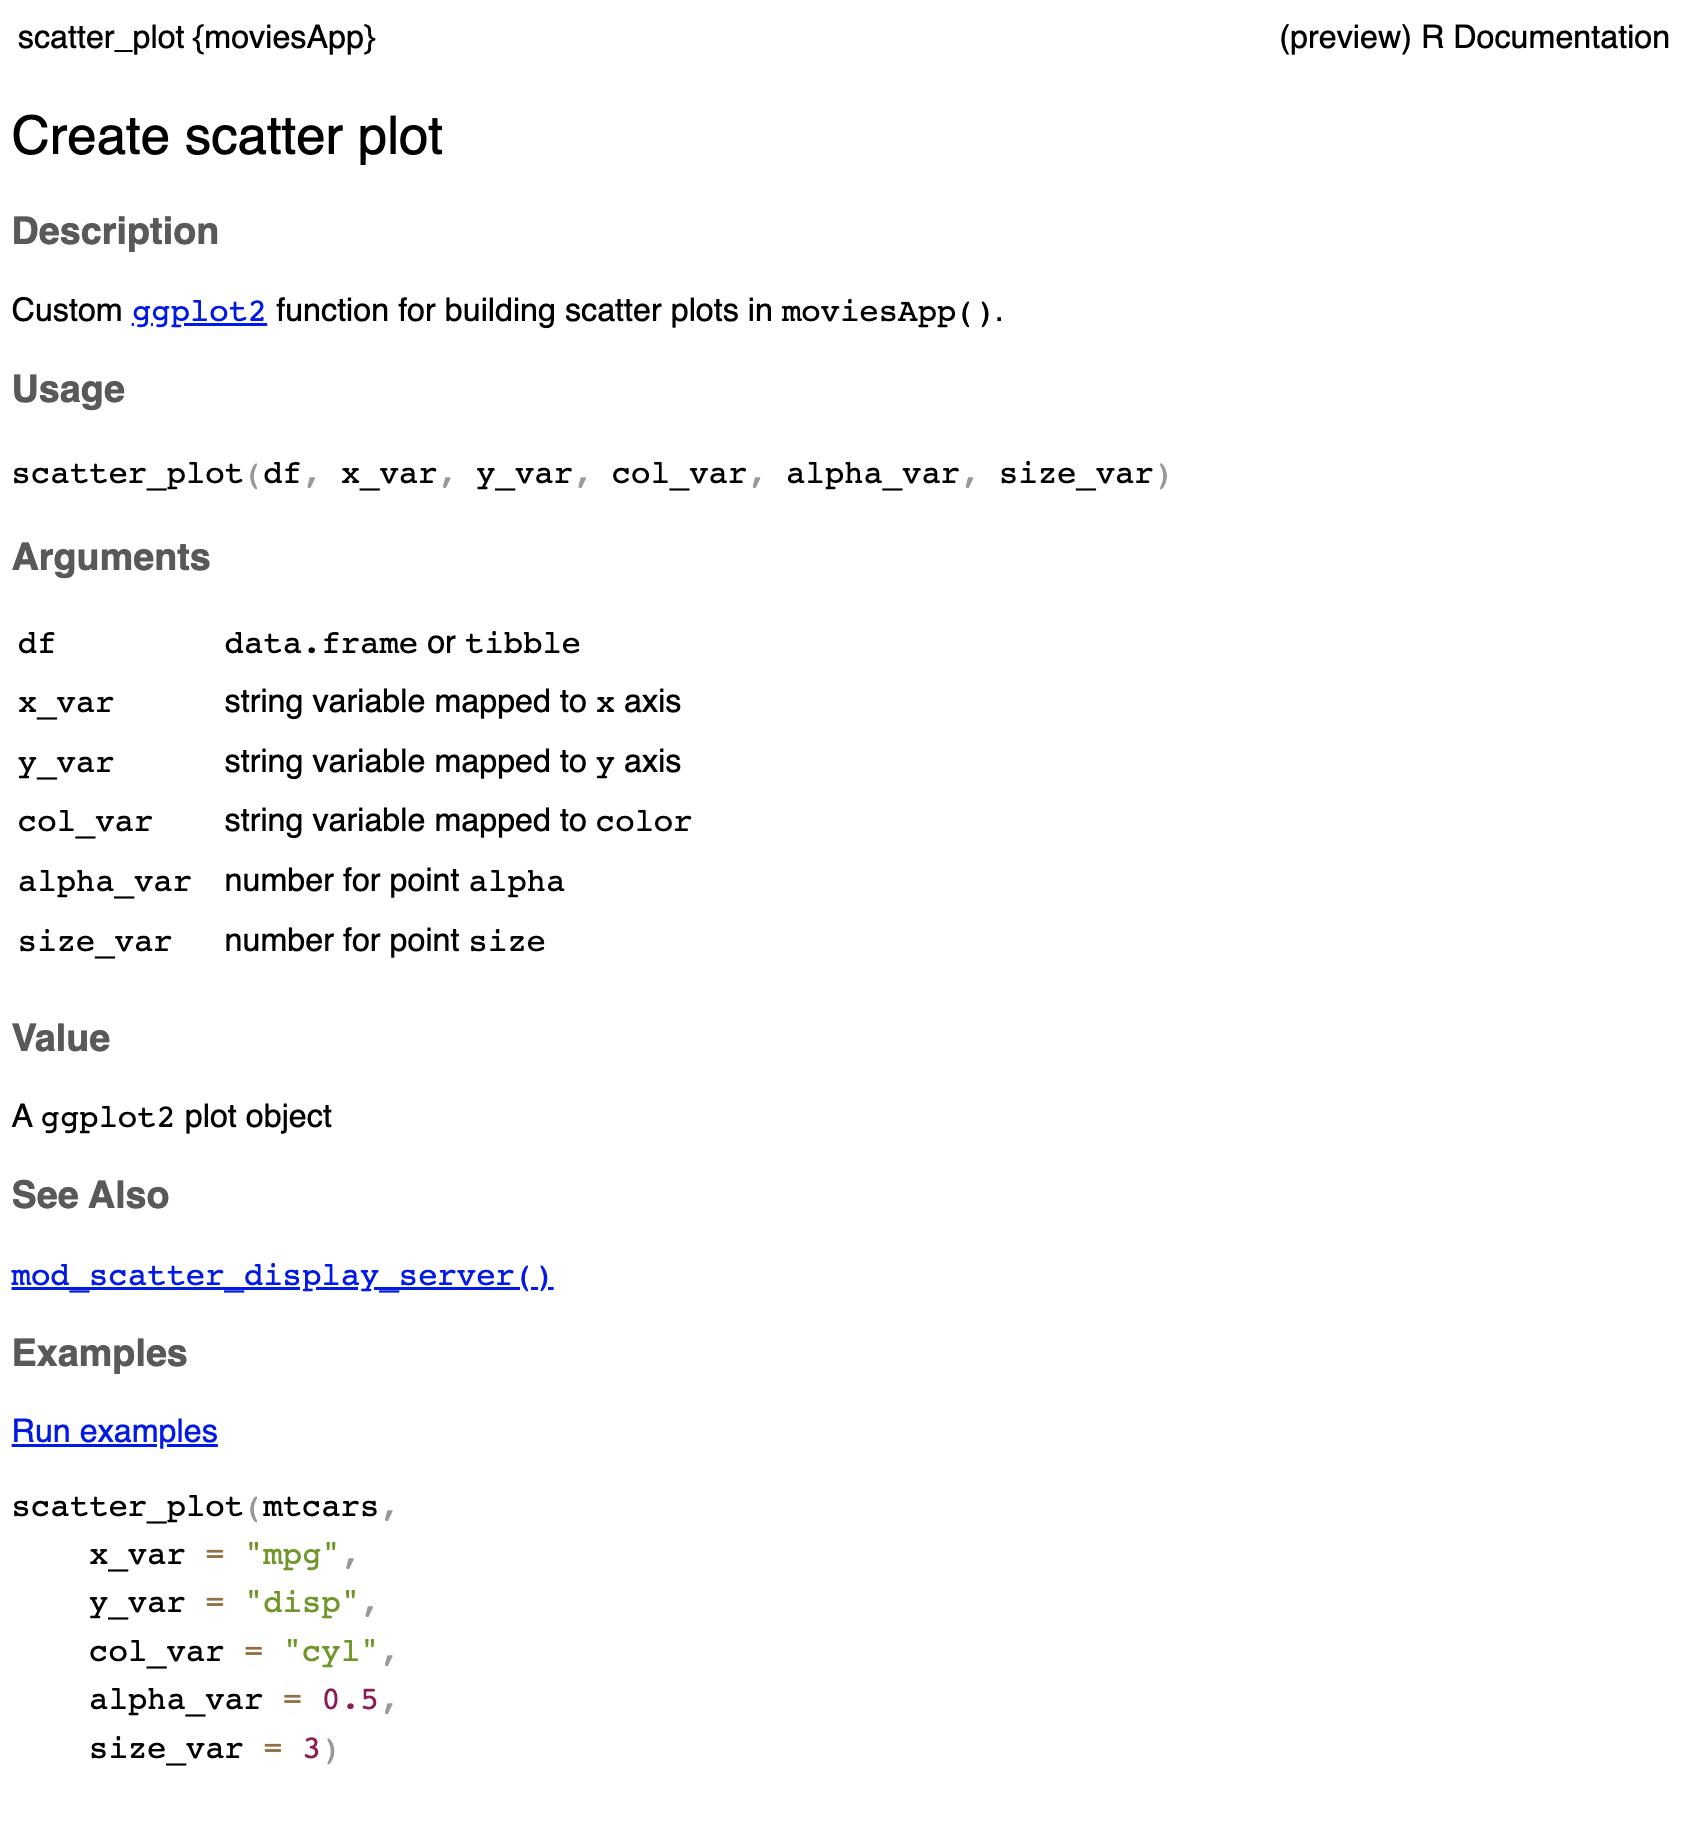 scatter_plot {moviesApp} (preview) R Documentation
Create scatter plot
Description
Custom ggplot2 function for building scatter plots in moviesApp().
Usage
scatter_plot(df, x_var, y_var, col_var, alpha_var, size_var)
Arguments
df data.frame or tibble
x_var string variable mapped to x axis
y_var string variable mapped to y axis
col_var string variable mapped to color
alpha_var number for point alpha
size_var number for point size
Value
A ggplot2 plot object
See Also
mod_scatter_display_server()
Examples
Run examples
scatter_plot(mtcars,
    x_var = "mpg",
    y_var = "disp",
    col_var = "cyl",
    alpha_var = 0.5,
    size_var = 3)